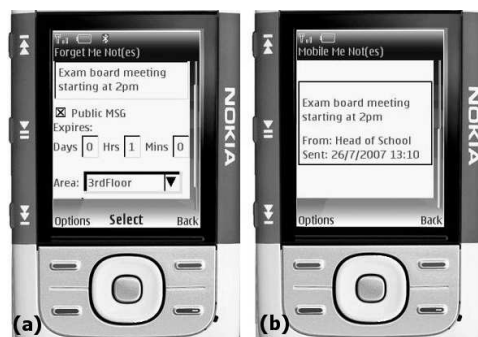 Forget Me Not(es)
Exam board meeting
starting at 2pm
Public MSG
Expires:
Days 0 Hrs 1 Mins 0
Area: 3rdFloor
Options Select Back
NOKIA
(a)
Mobile Me Not(es)
Exam board meeting
starting at 2pm
From: Head of School
Sent: 26/7/2007 13:10
Options Back
NOKIA
(b)